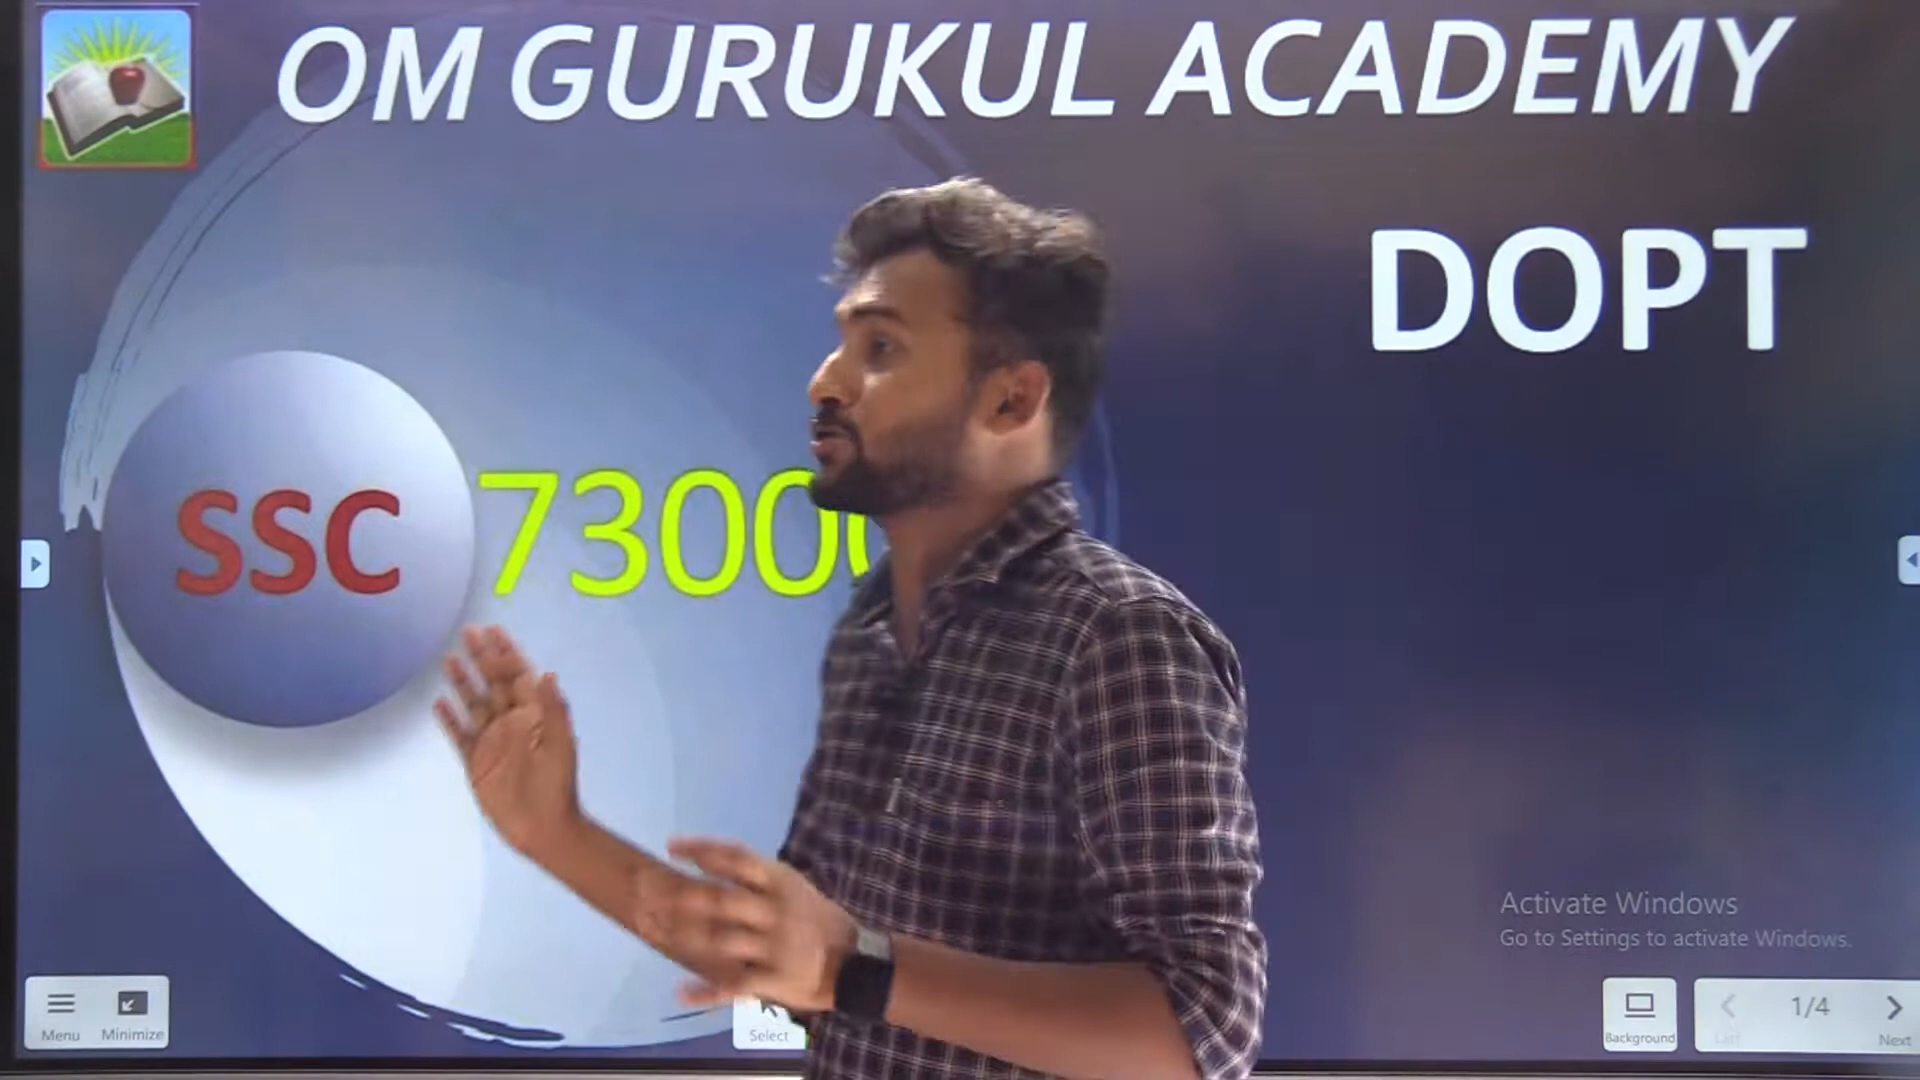 OM GURUKUL ACADEMY
DOPT
SSC
7300
Activate Windows
Go to Settings to activate Windows.
Menu
Minimize
Select
Background
1/4
Last
Next